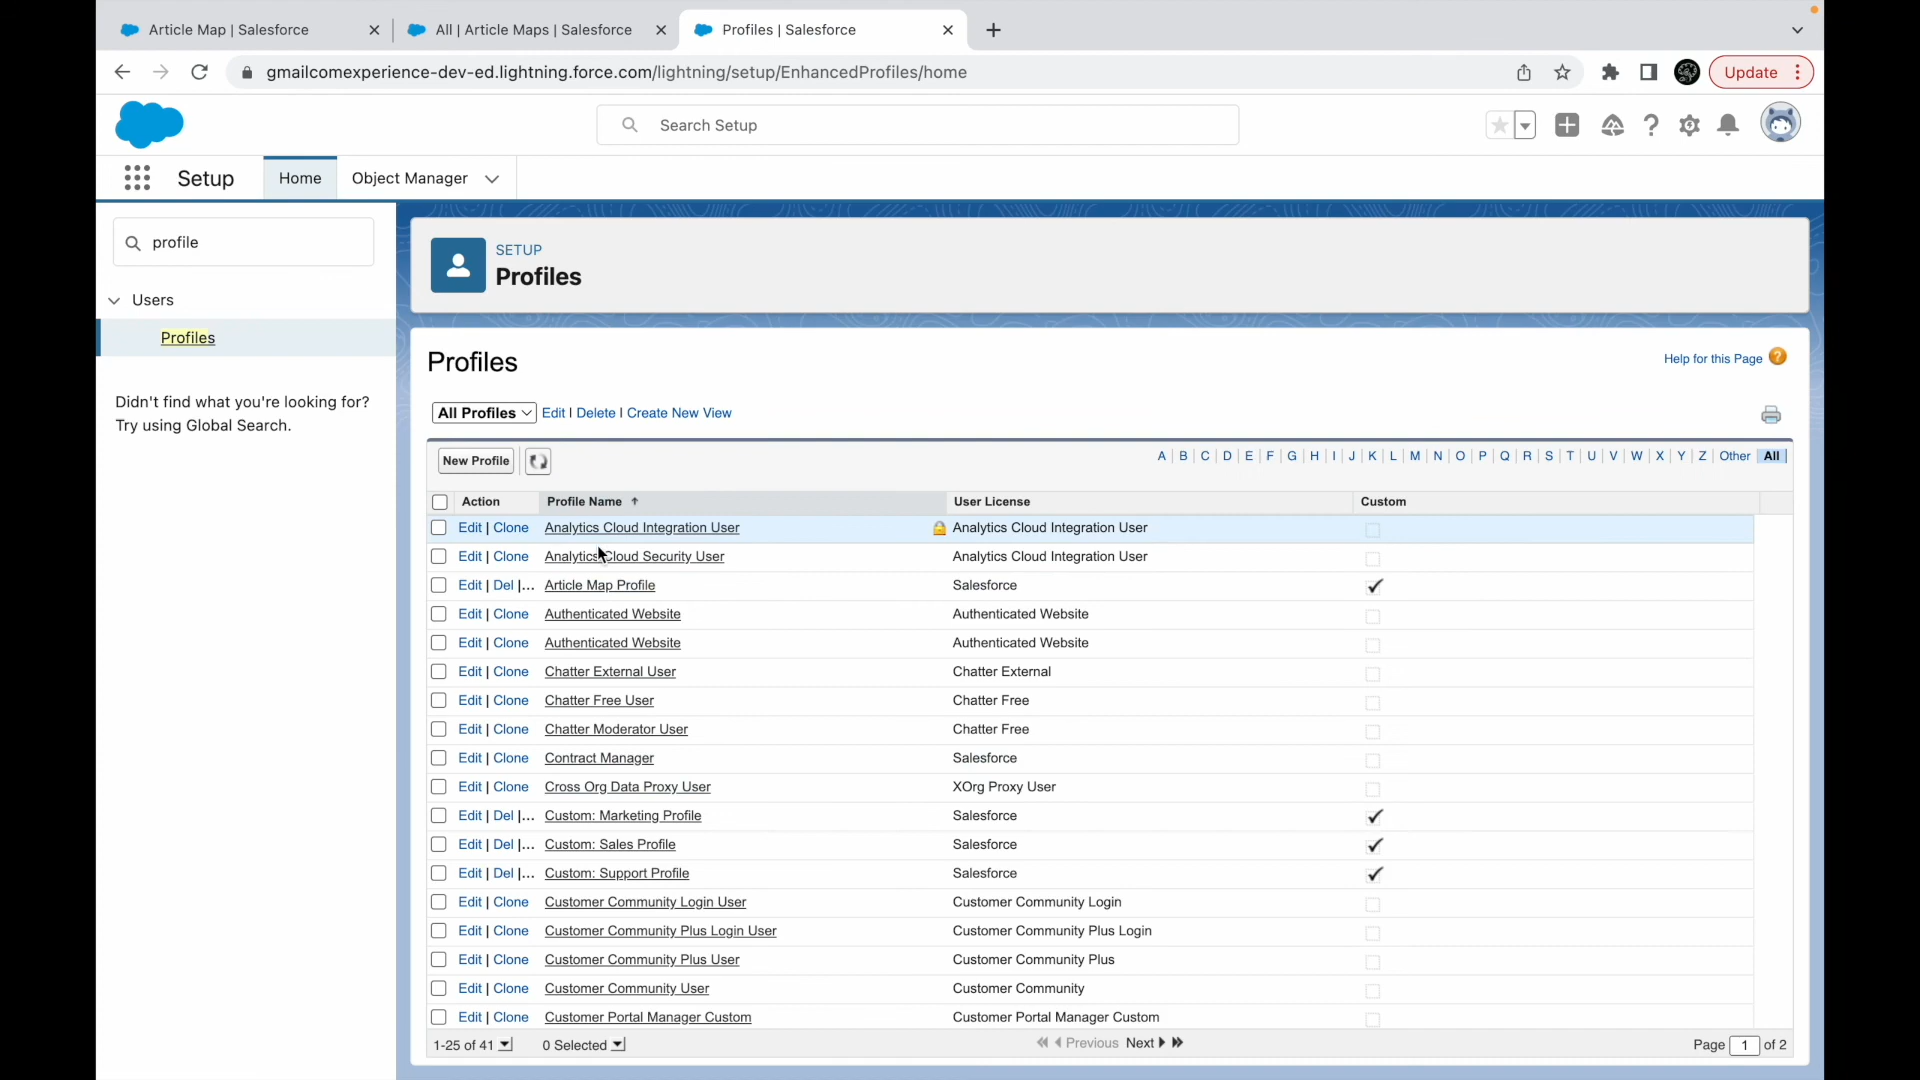 Article Map | Salesforce
All | Article Maps | Salesforce
Profiles | Salesforce
gmailcomexperience-dev-ed.lightning.force.com/lightning/setup/EnhancedProfiles/home
Update
Search Setup
Setup
Home
Object Manager
profile
Users
Profiles
Didn't find what you're looking for?
Try using Global Search.
SETUP
Profiles
Profiles
Help for this Page
All Profiles Edit | Delete | Create New View
New Profile
A | B | C | D | E | F | G | H | I | J | K | L | M | N | O | P | Q | R | S | T | U | V | W | X | Y | Z | Other | All
Action Profile Name User License Custom
Edit | Clone Analytics Cloud Integration User Analytics Cloud Integration User
Edit | Clone Analytics Cloud Security User Analytics Cloud Integration User
Edit | Del |... Article Map Profile Salesforce
Edit | Clone Authenticated Website Authenticated Website
Edit | Clone Authenticated Website Authenticated Website
Edit | Clone Chatter External User Chatter External
Edit | Clone Chatter Free User Chatter Free
Edit | Clone Chatter Moderator User Chatter Free
Edit | Clone Contract Manager Salesforce
Edit | Clone Cross Org Data Proxy User XOrg Proxy User
Edit | Del |... Custom: Marketing Profile Salesforce
Edit | Del |... Custom: Sales Profile Salesforce
Edit | Del |... Custom: Support Profile Salesforce
Edit | Clone Customer Community Login User Customer Community Login
Edit | Clone Customer Community Plus Login User Customer Community Plus Login
Edit | Clone Customer Community Plus User Customer Community Plus
Edit | Clone Customer Community User Customer Community
Edit | Clone Customer Portal Manager Custom Customer Portal Manager Custom
1-25 of 41 0 Selected Previous Next Page 1 of 2